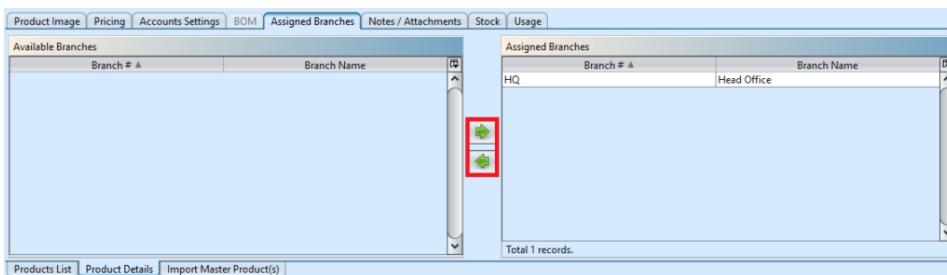 Product Image Pricing Accounts Settings BOM Assigned Branches Notes / Attachments Stock Usage
Available Branches
Branch # Branch Name
Assigned Branches
Branch # Branch Name
HQ Head Office
Total 1 records.
Products List Product Details Import Master Product(s)